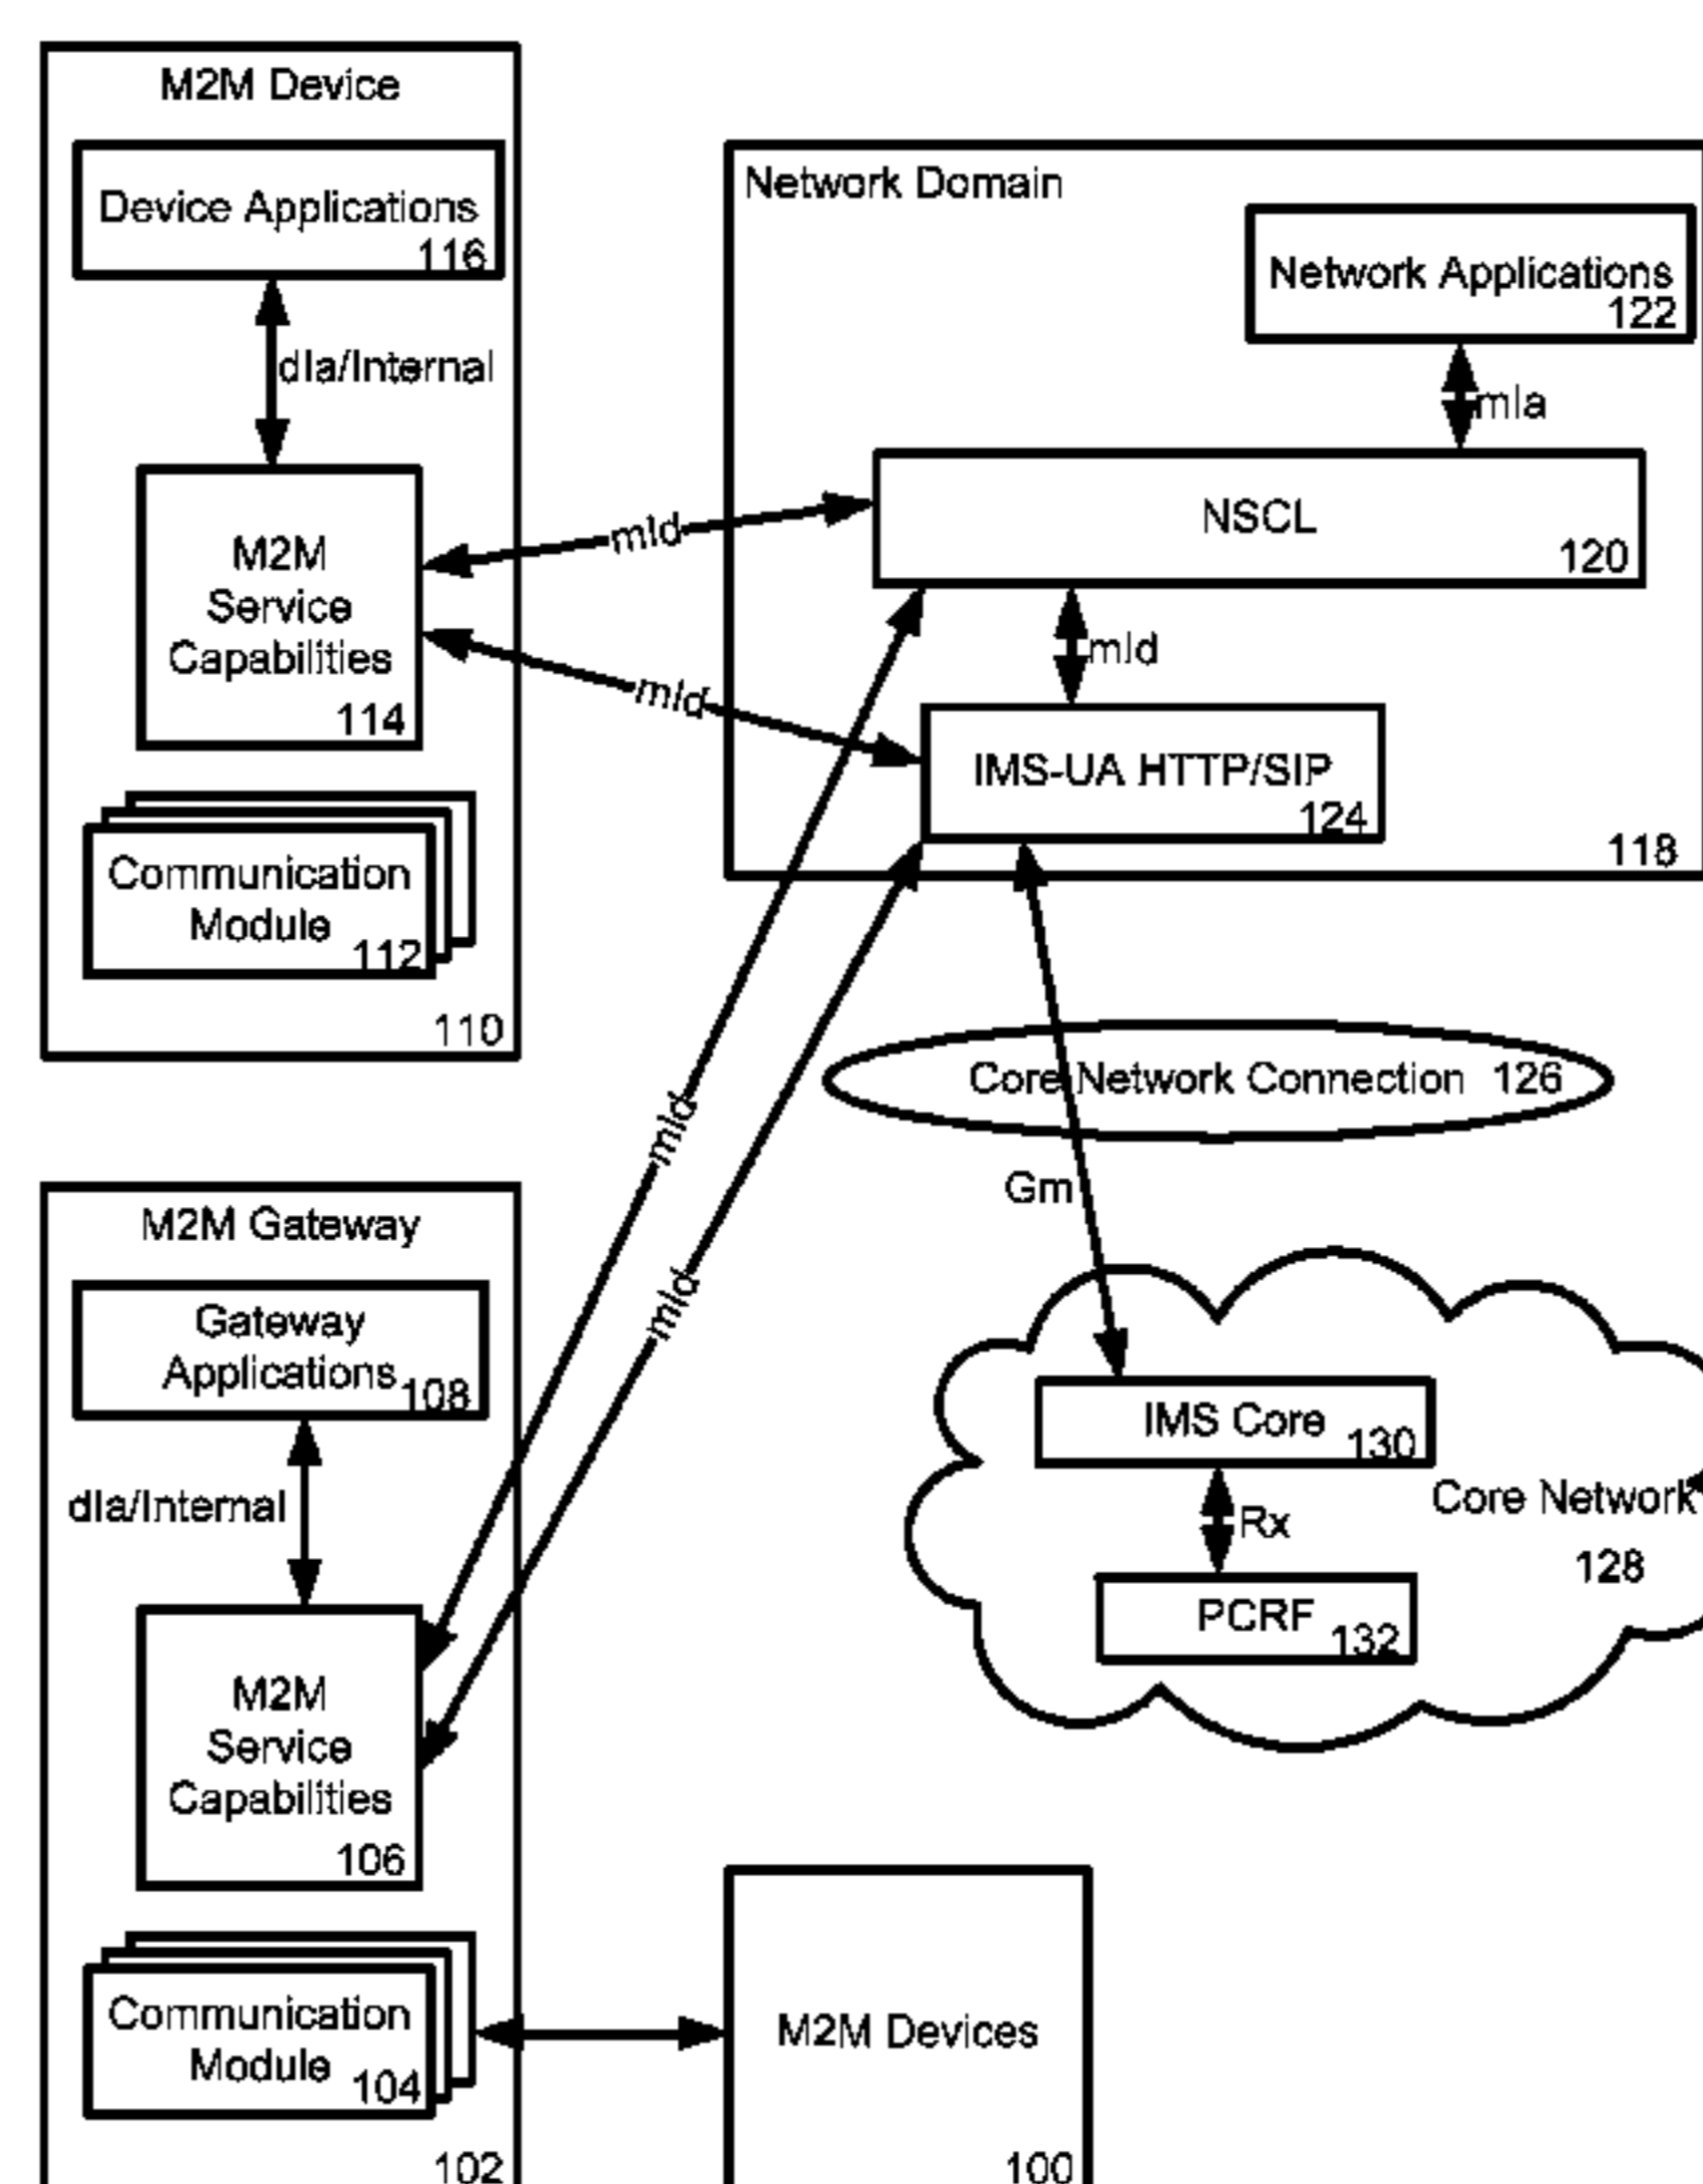 M2M Device
Device Applications
116
dIa/Internal
M2M
Service
Capabilities
114
Communication
Module
112
110
Network Domain
Network Applications
122
mIa
NSCL
120
mId
mId
mId
IMS-UA HTTP/SIP
124
118
Core Network Connection 126
mId
mId
Gm
M2M Gateway
Gateway
Applications
108
dIa/Internal
M2M
Service
Capabilities
106
Communication
Module
104
102
IMS Core
130
Rx
Core Network
128
PCRF
132
M2M Devices
100